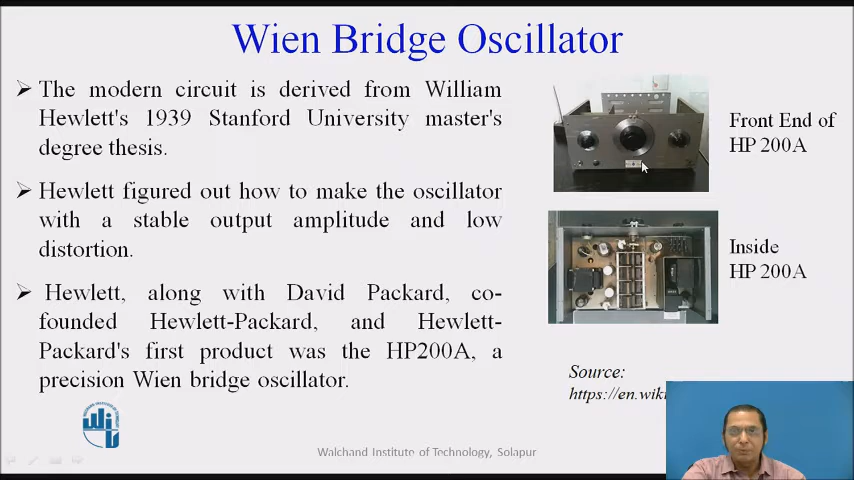 Wien Bridge Oscillator
➢ The modern circuit is derived from William
Hewlett's 1939 Stanford University master's
degree thesis.
➢ Hewlett figured out how to make the oscillator
with a stable output amplitude and low
distortion.
➢ Hewlett, along with David Packard, co-
founded Hewlett-Packard, and Hewlett-
Packard's first product was the HP200A, a
precision Wien bridge oscillator.
Front End of
HP 200A
Inside
HP 200A
Source:
https://en.wiki
Walchand Institute of Technology, Solapur